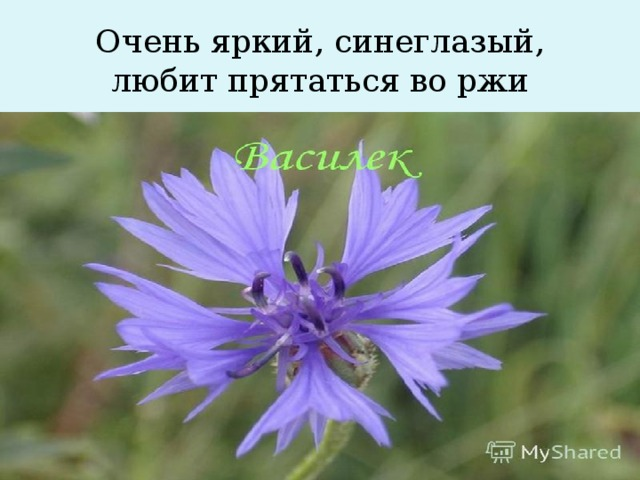 Очень яркий, синеглазый,
любит прятаться во ржи
Василек
MyShared